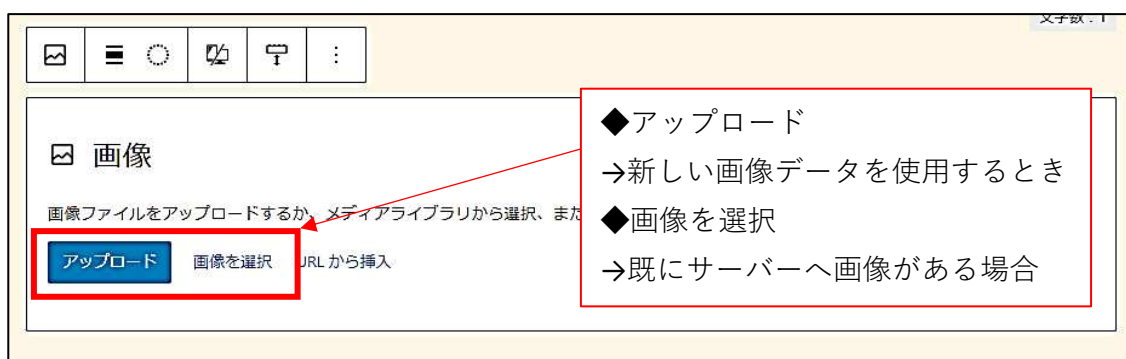 文字数：1
画像
画像ファイルをアップロードするか、メディアライブラリから選択、また
アップロード 画像を選択 URL から挿入
◆アップロード
→新しい画像データを使用するとき
◆画像を選択
→既にサーバーへ画像がある場合